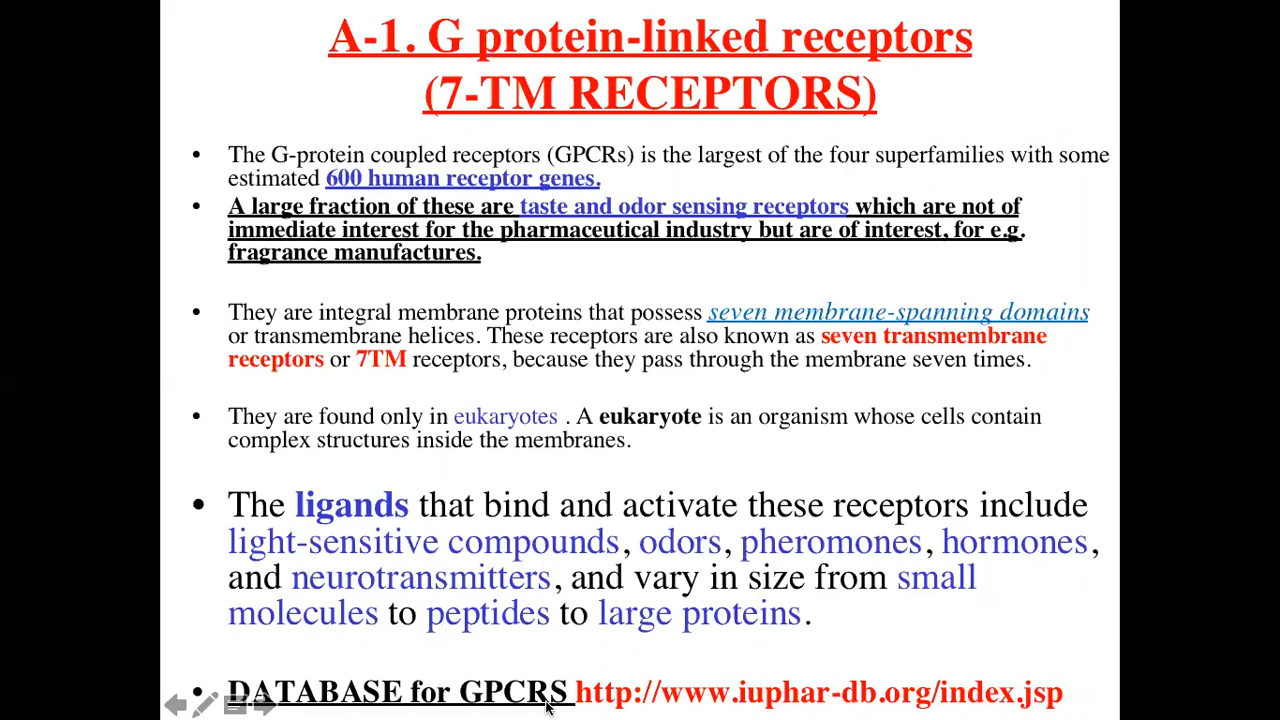 A-1. G protein-linked receptors
(7-TM RECEPTORS)
• The G-protein coupled receptors (GPCRs) is the largest of the four superfamilies with some
estimated 600 human receptor genes.
• A large fraction of these are taste and odor sensing receptors which are not of
immediate interest for the pharmaceutical industry but are of interest, for e.g.
fragrance manufactures.
• They are integral membrane proteins that possess seven membrane-spanning domains
or transmembrane helices. These receptors are also known as seven transmembrane
receptors or 7TM receptors, because they pass through the membrane seven times.
• They are found only in eukaryotes . A eukaryote is an organism whose cells contain
complex structures inside the membranes.
• The ligands that bind and activate these receptors include
light-sensitive compounds, odors, pheromones, hormones,
and neurotransmitters, and vary in size from small
molecules to peptides to large proteins.
• DATABASE for GPCRS http://www.iuphar-db.org/index.jsp